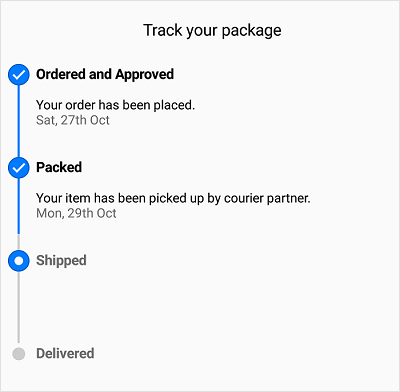 Track your package
Ordered and Approved
Your order has been placed.
Sat, 27th Oct
Packed
Your item has been picked up by courier partner.
Mon, 29th Oct
Shipped
Delivered